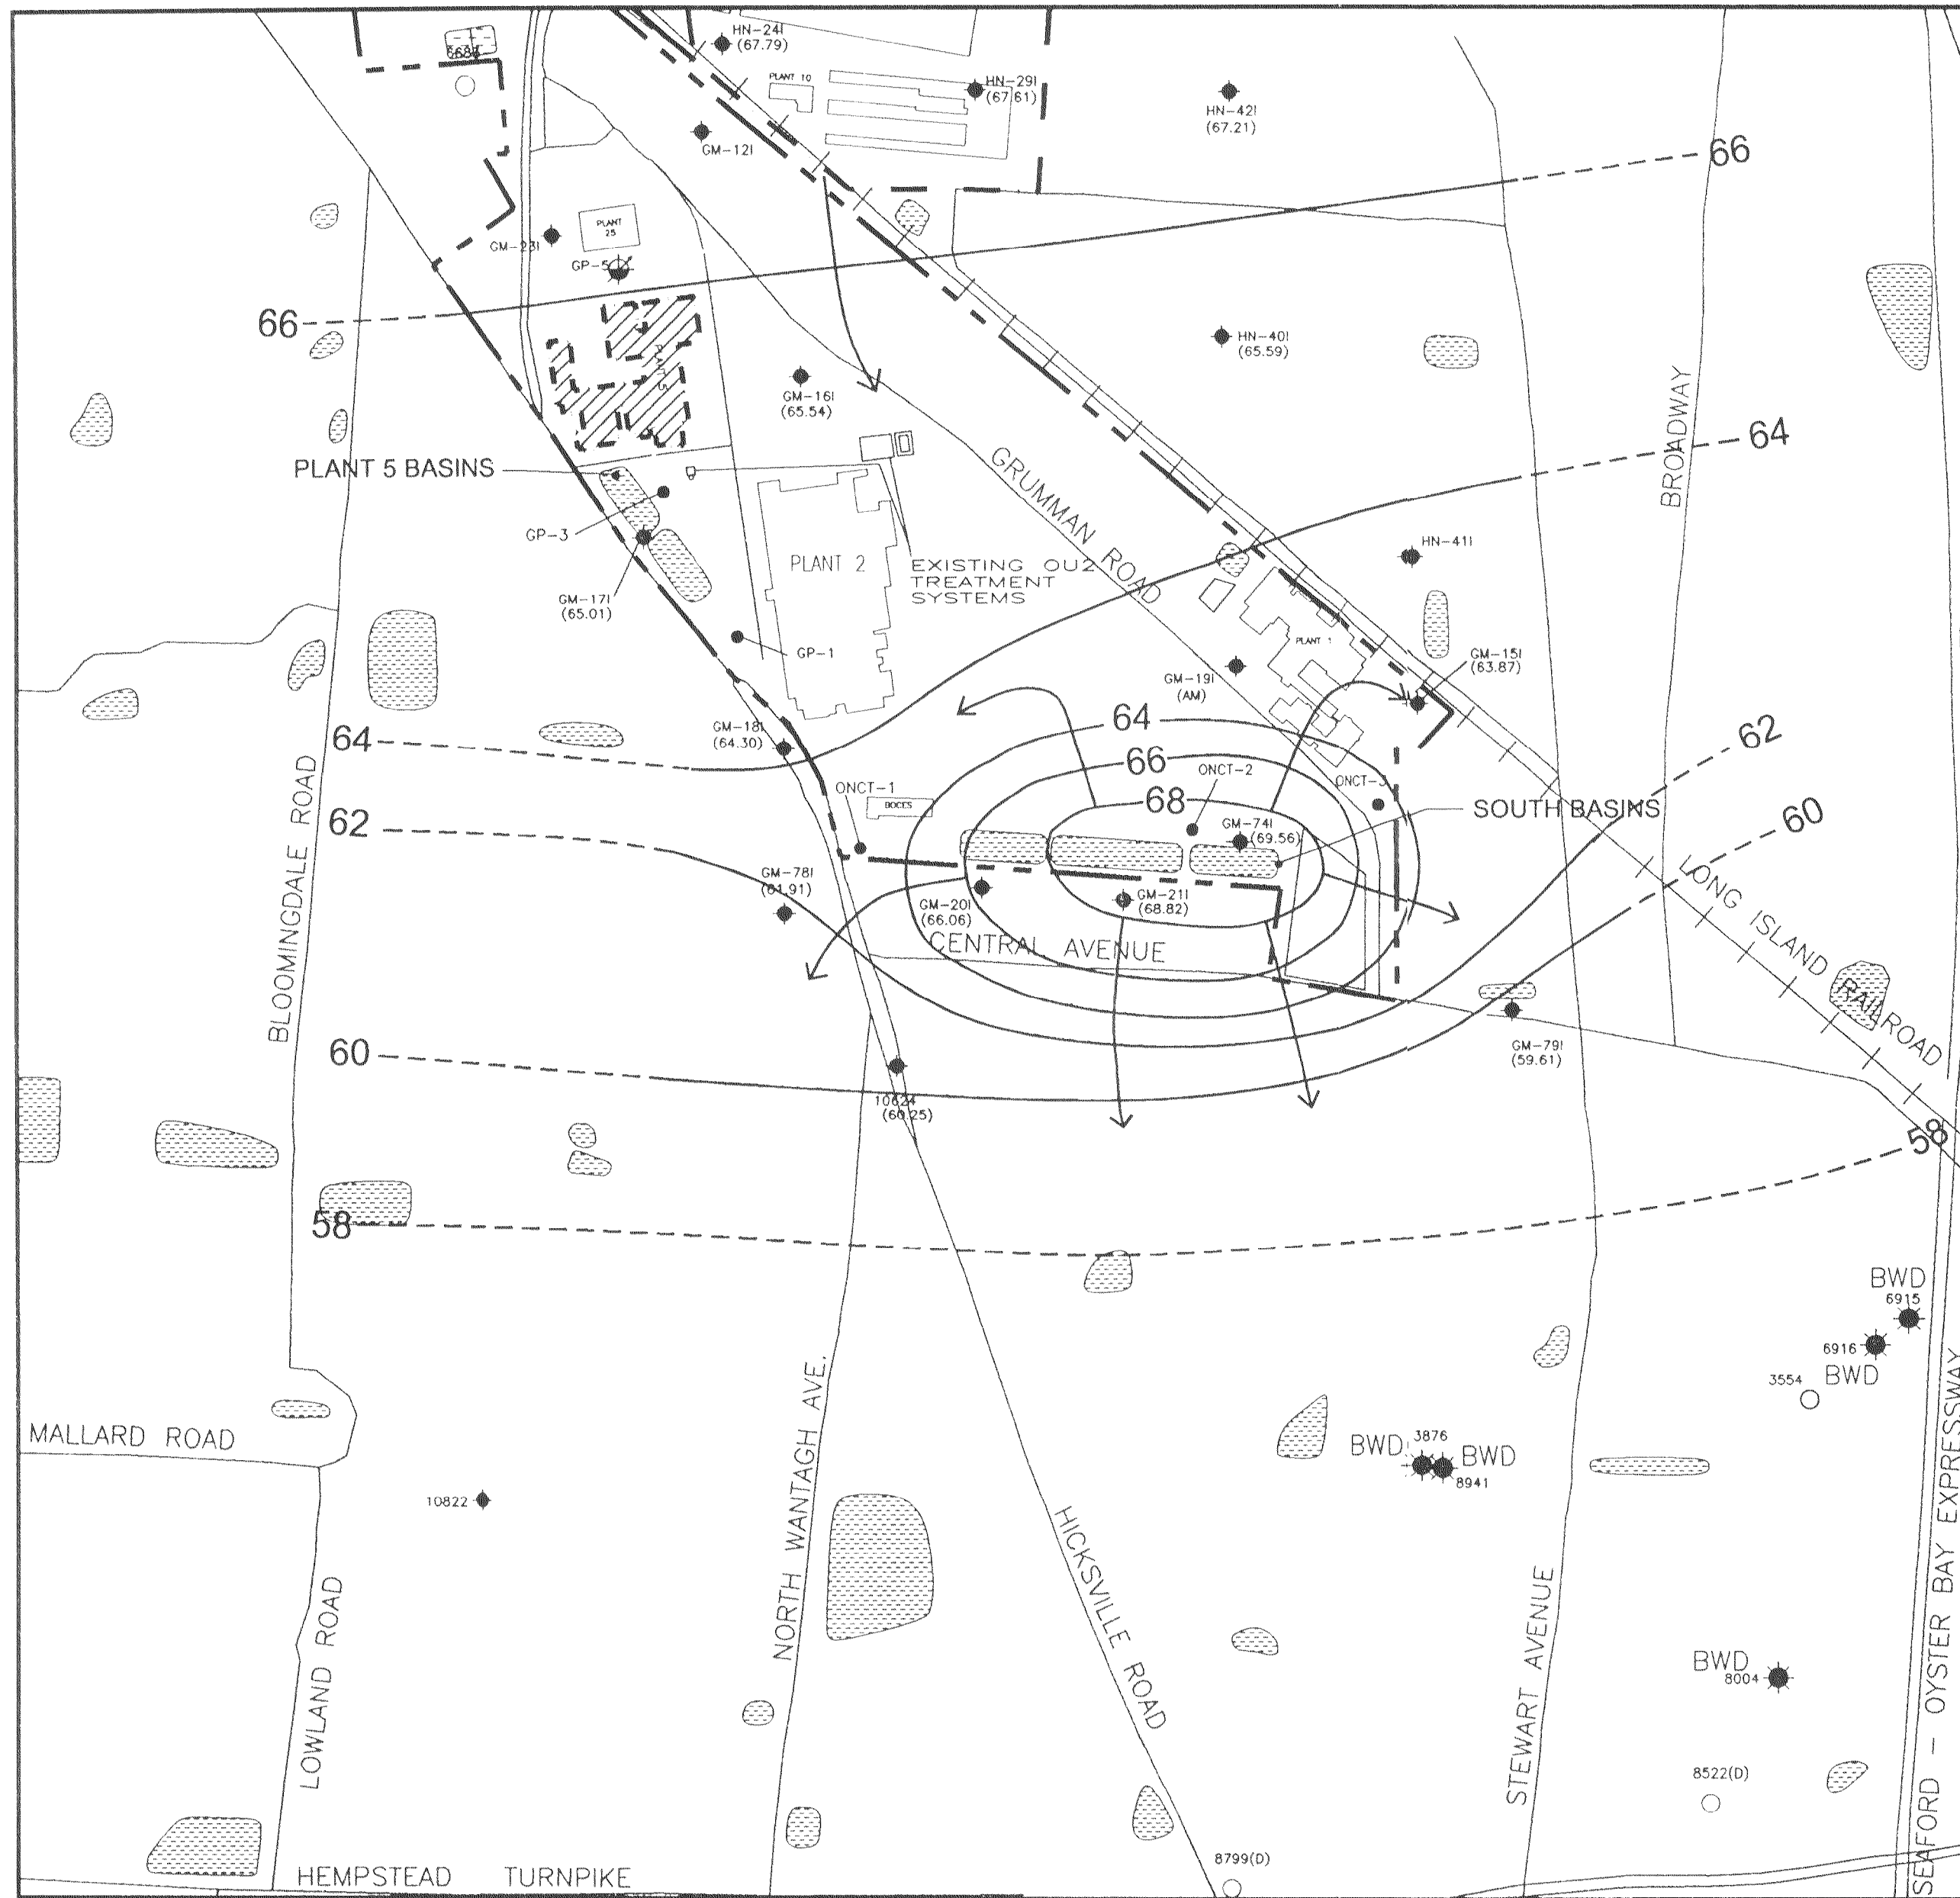 HN-24I
(67.79)
PLANT 10
HN-29I
(67.61)
HN-42I
(67.21)
GM-12I
66
PLANT
25
GM-23I
GP-5
66
HN-40I
(65.59)
PLANT 5
GM-16I
(65.54)
BROADWAY
64
PLANT 5 BASINS
GRUMMAN ROAD
GP-3
HN-41I
PLANT 2
EXISTING OU2
TREATMENT
SYSTEMS
GM-17I
(65.01)
PLANT 1
GP-1
GM-15I
(63.87)
GM-19I
(AM)
64
GM-18I
(64.30)
64
62
66
ONCT-2
ONCT-1
ONCT-3
BOCES
68
SOUTH BASINS
60
62
GM-74I
(69.56)
BLOOMINGDALE ROAD
GM-78I
(61.91)
GM-20I
(66.06)
GM-21I
(68.82)
LONG ISLAND RAILROAD
CENTRAL AVENUE
60
GM-79I
(59.61)
10624
(60.25)
58
58
BWD
6915
6916
BWD
3554
MALLARD ROAD
BWD
3876
BWD
8941
10822
NORTH WANTAGH AVE.
HICKSVILLE ROAD
LOWLAND ROAD
STEWART AVENUE
BWD
8004
SEAFORD - OYSTER BAY EXPRESSWAY
8522(D)
8799(D)
HEMPSTEAD TURNPIKE